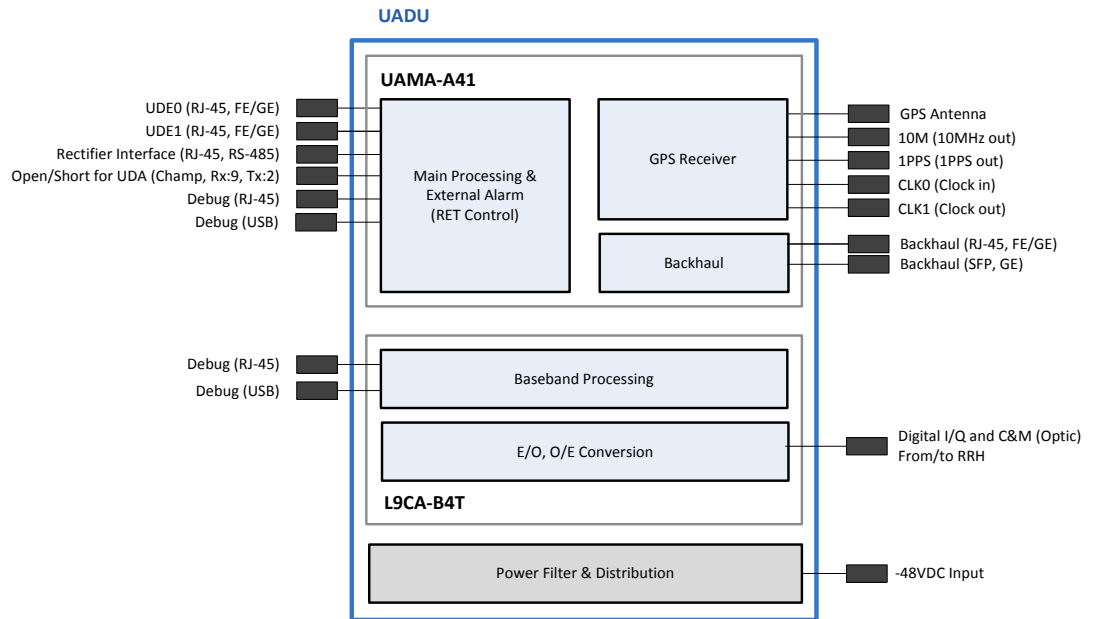 UADU
UAMA-A41
UDE0 (RJ-45, FE/GE)
UDE1 (RJ-45, FE/GE)
Rectifier Interface (RJ-45, RS-485)
Open/Short for UDA (Champ, Rx:9, Tx:2)
Debug (RJ-45)
Debug (USB)
Main Processing &
External Alarm
(RET Control)
GPS Receiver
Backhaul
GPS Antenna
10M (10MHz out)
1PPS (1PPS out)
CLK0 (Clock in)
CLK1 (Clock out)
Backhaul (RJ-45, FE/GE)
Backhaul (SFP, GE)
Debug (RJ-45)
Debug (USB)
Baseband Processing
E/O, O/E Conversion
L9CA-B4T
Digital I/Q and C&M (Optic)
From/to RRH
Power Filter & Distribution
-48VDC Input